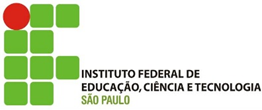 INSTITUTO FEDERAL DE
EDUCAÇÃO, CIÊNCIA E TECNOLOGIA
SÃO PAULO